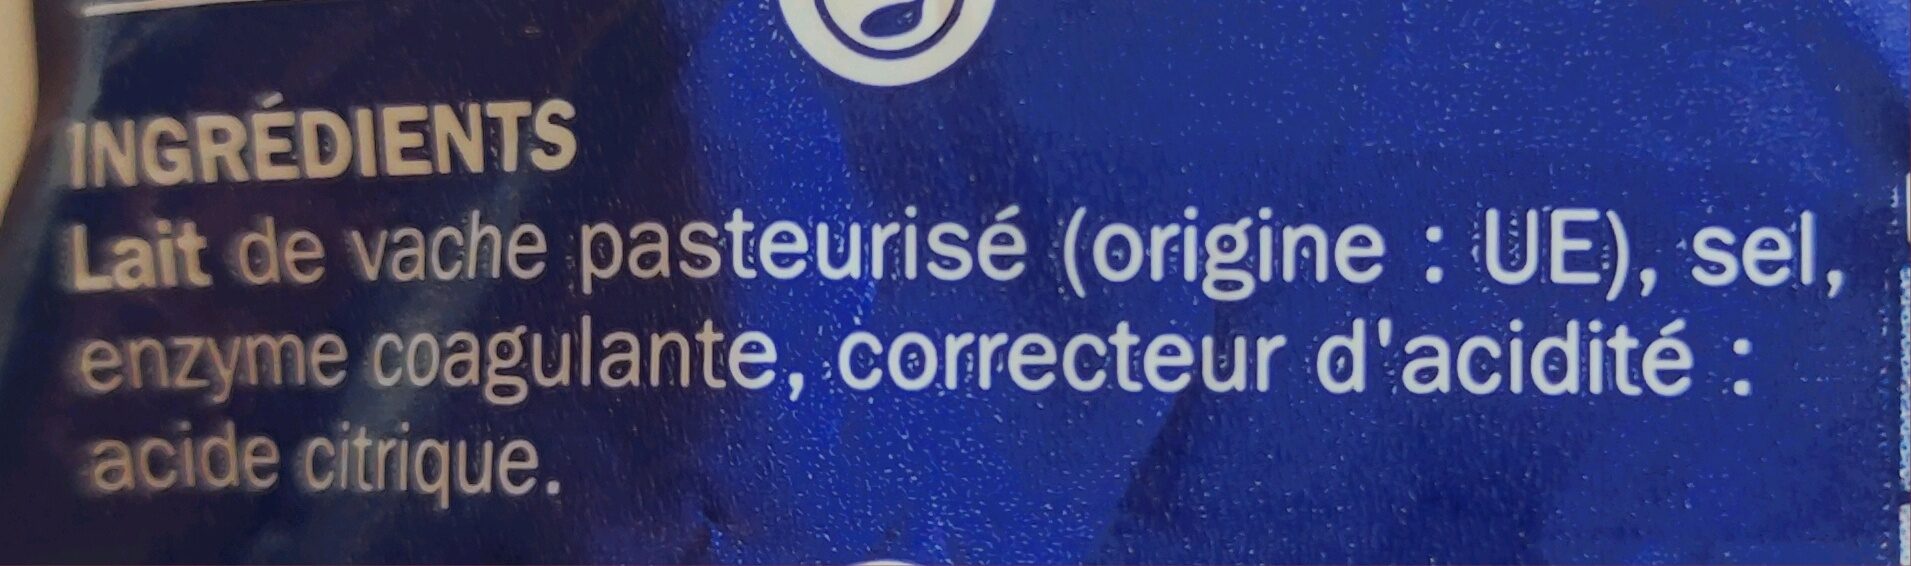 INGRÉDIENTS
Lait de vache pasteurisé (origine : UE), sel,
enzyme coagulante, correcteur d'acidité :
acide citrique.